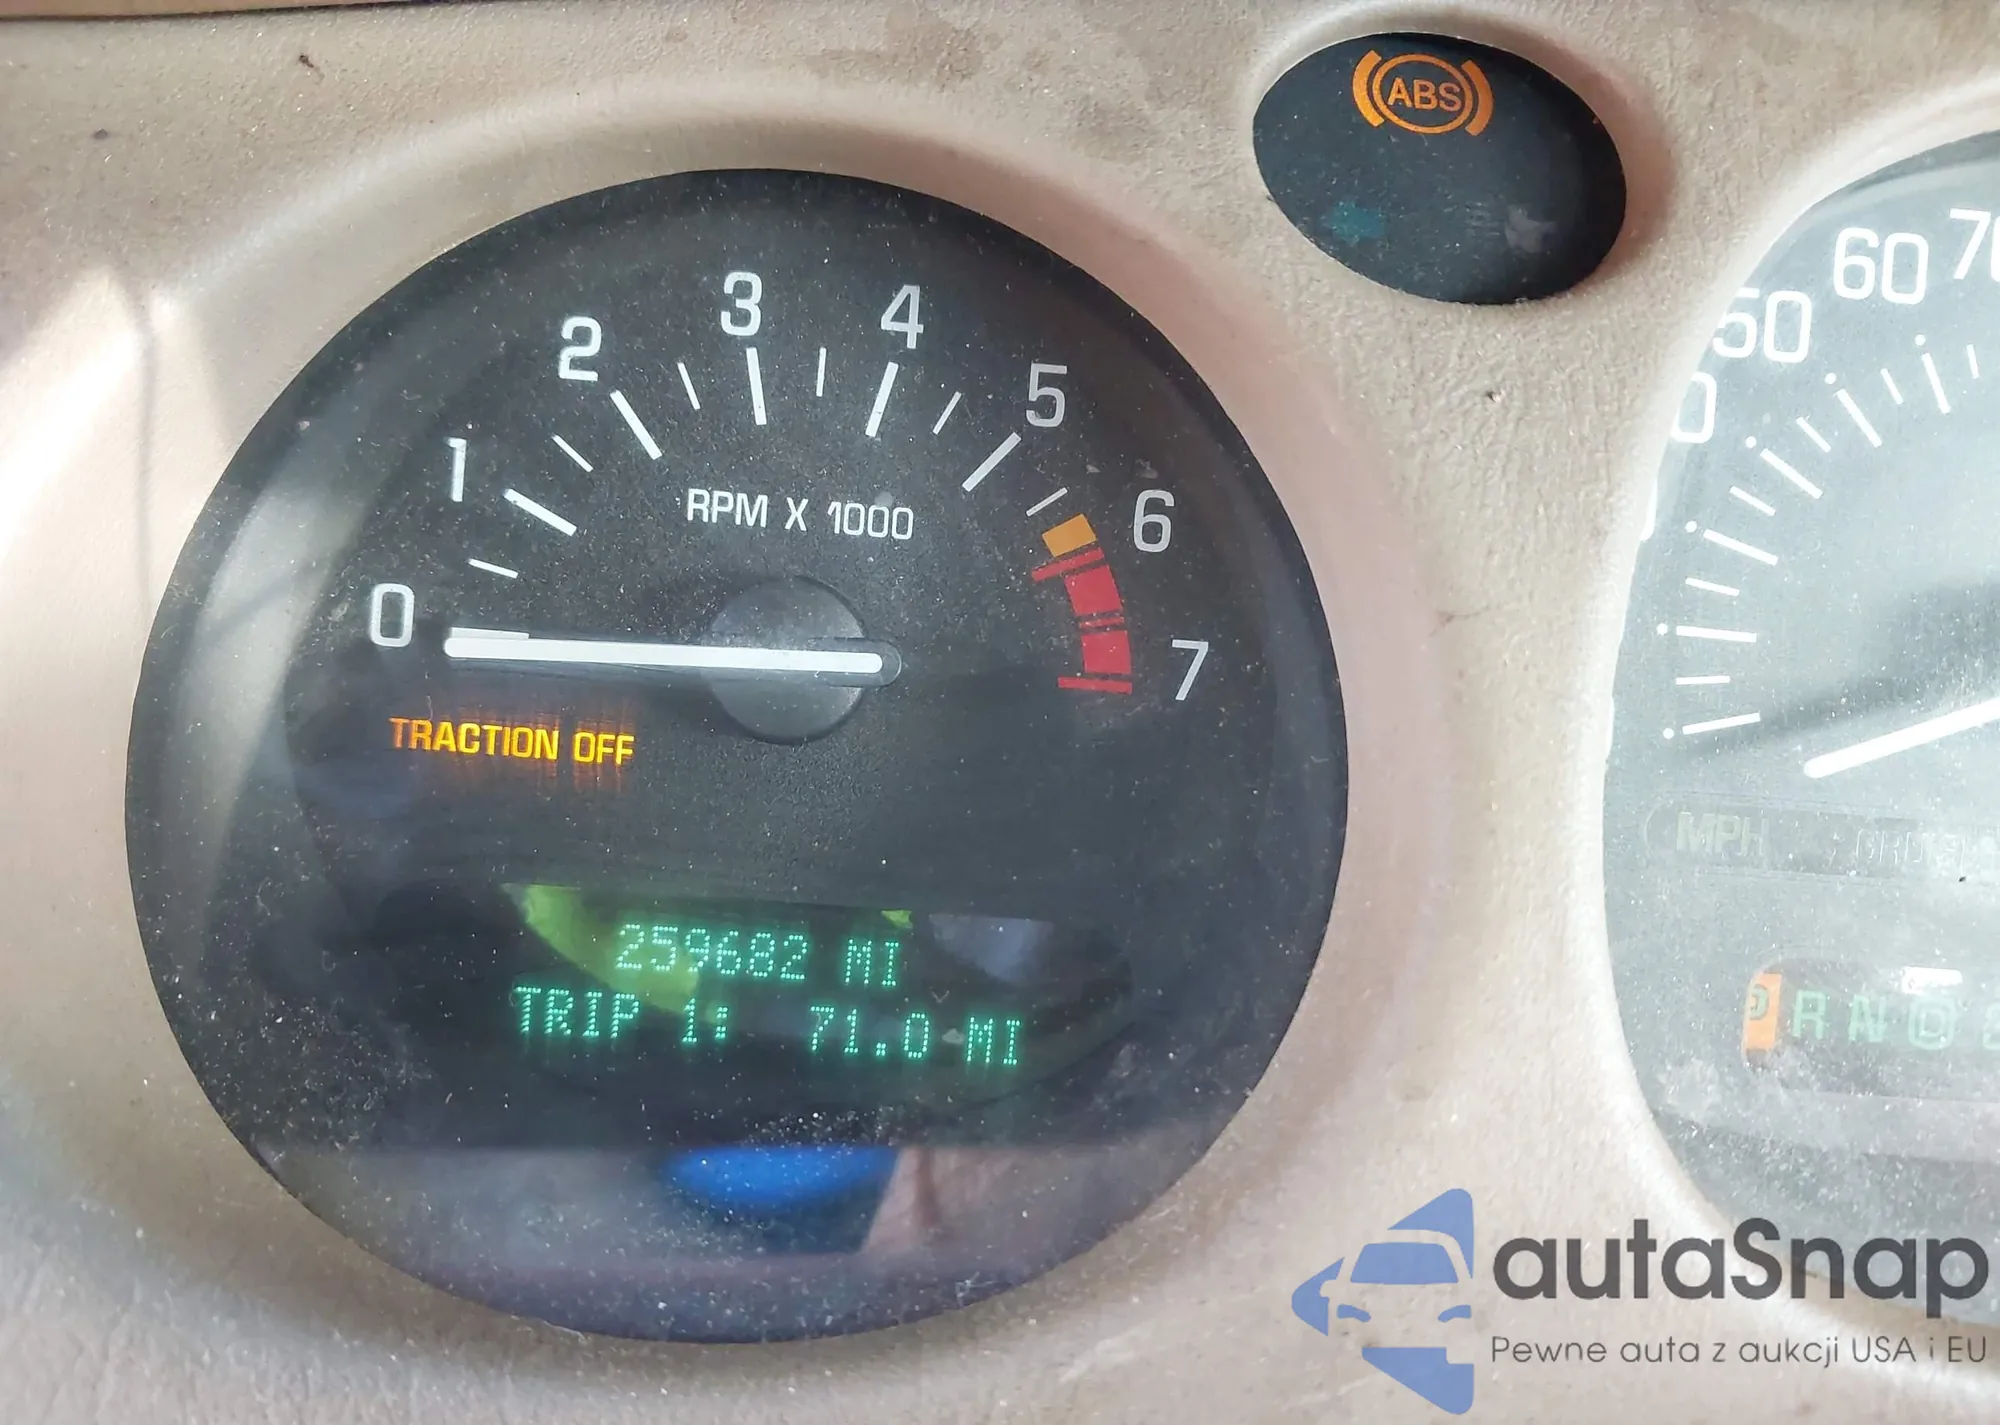 ABS
0
1
2
3
4
5
6
7
RPM X 1000
TRACTION OFF
259682 MI
TRIP 1: 71.0 MI
50
60
MPH
P R N D
autaSnap
Pewne auta z aukcji USA i EU